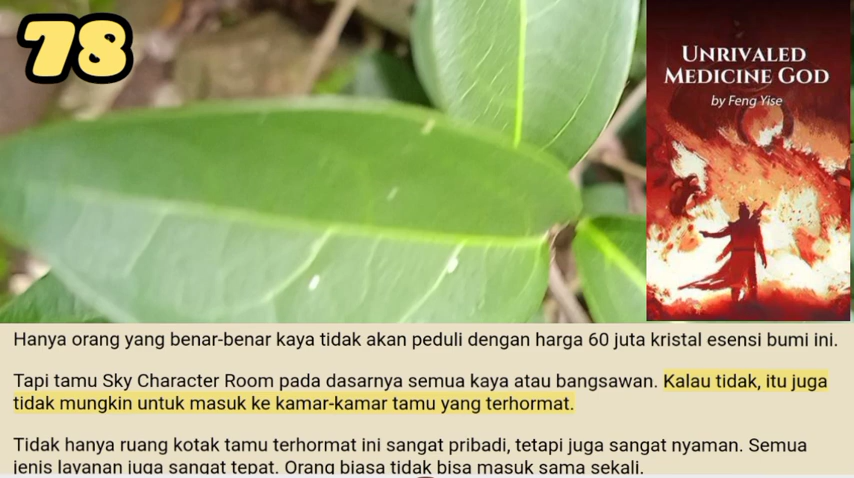 78
UNRIVALED
MEDICINE GOD
by Feng Yise
Hanya orang yang benar-benar kaya tidak akan peduli dengan harga 60 juta kristal esensi bumi ini.
Tapi tamu Sky Character Room pada dasarnya semua kaya atau bangsawan. Kalau tidak, itu juga
tidak mungkin untuk masuk ke kamar-kamar tamu yang terhormat.
Tidak hanya ruang kotak tamu terhormat ini sangat pribadi, tetapi juga sangat nyaman. Semua
jenis layanan juga sangat tepat. Orang biasa tidak bisa masuk sama sekali.